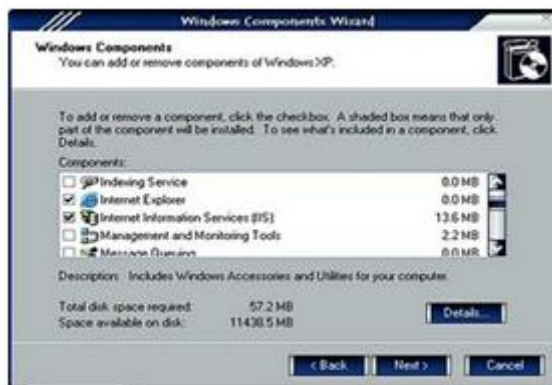 Windows Components Wizard
Windows Components
You can add or remove components of Windows XP.
To add or remove a component, click the checkbox. A shaded box means that only
part of the component will be installed. To see what's included in a component, click
Details.
Components:
Indexing Service 0.0 MB
Internet Explorer 0.0 MB
Internet Information Services (IIS) 13.6 MB
Management and Monitoring Tools 2.2 MB
Message Queuing 0.0 MB
Description: Includes Windows Accessories and Utilities for your computer.
Total disk space required: 57.2 MB
Space available on disk: 11438.5 MB
Details...
< Back Next > Cancel